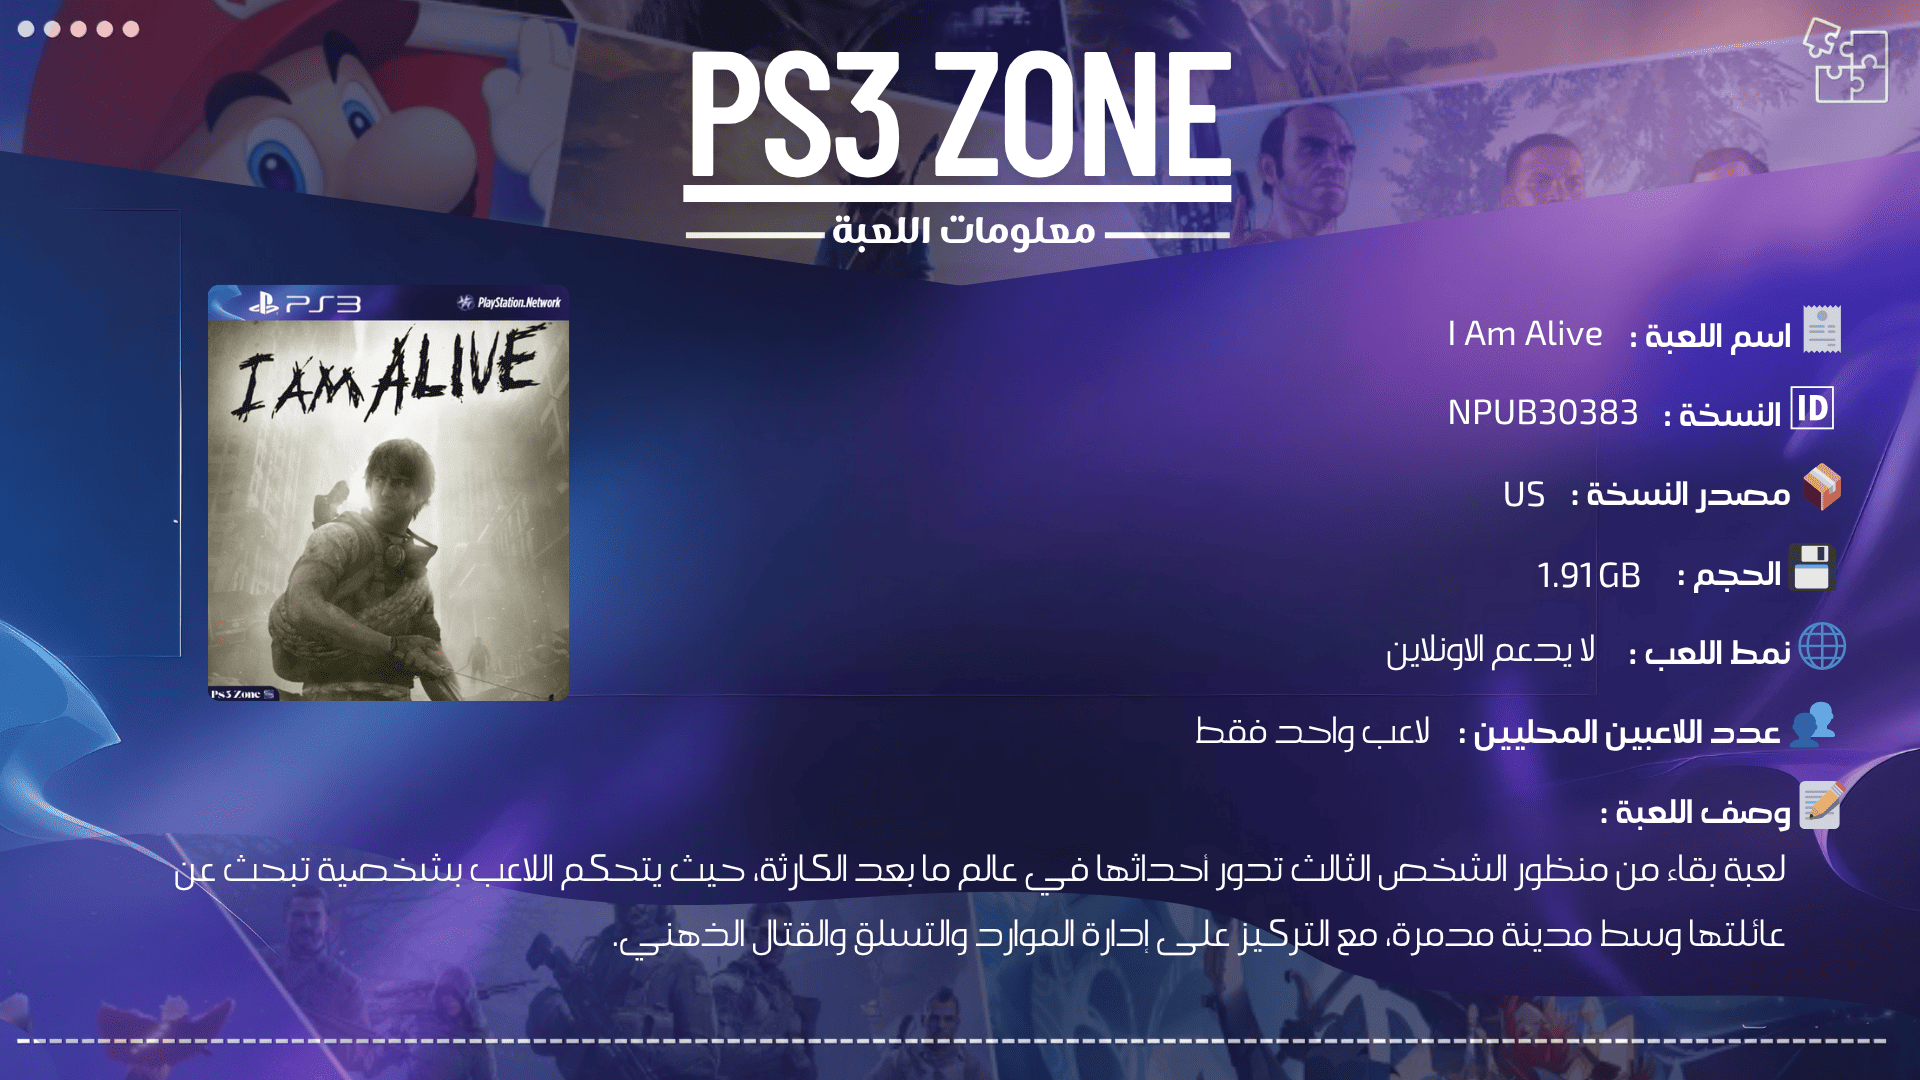 PS3 ZONE
معلومات اللعبة
PS3 PlayStation.Network
I AM ALIVE
Ps3 Zone
اسم اللعبة : I Am Alive
ID النسخة : NPUB30383
مصدر النسخة : US
الحجم : 1.91GB
نمط اللعب : لا يدعم الاونلاين
عدد اللاعبين المحليين : لاعب واحد فقط
وصف اللعبة :
لعبة بقاء من منظور الشخص الثالث تدور أحداثها في عالم ما بعد الكارثة، حيث يتحكم اللاعب بشخصية تبحث عن
عائلتها وسط مدينة مدمرة، مع التركيز على إدارة الموارد والتسلق والقتال الذهني.